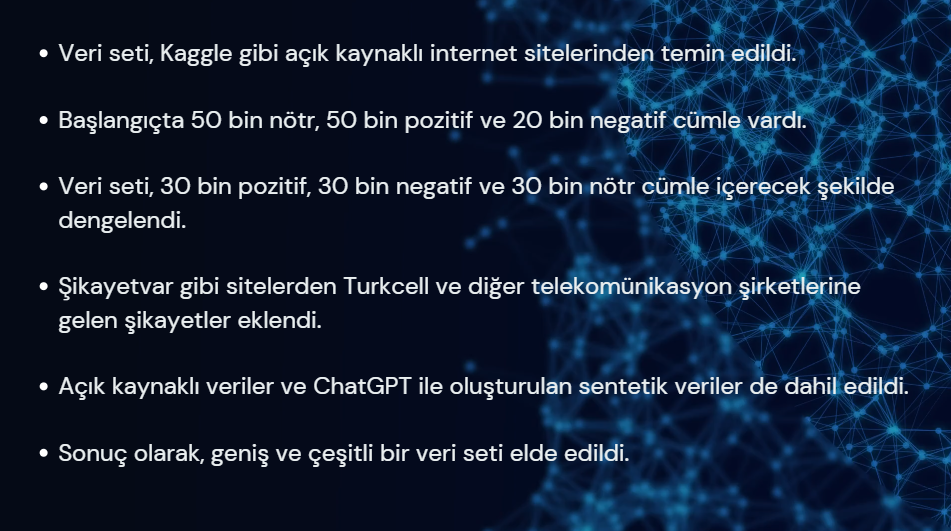 • Veri seti, Kaggle gibi açık kaynaklı internet sitelerinden temin edildi.
• Başlangıçta 50 bin nötr, 50 bin pozitif ve 20 bin negatif cümle vardı.
• Veri seti, 30 bin pozitif, 30 bin negatif ve 30 bin nötr cümle içerecek şekilde
dengelendi.
• Şikayetvar gibi sitelerden Turkcell ve diğer telekomünikasyon şirketlerine
gelen şikayetler eklendi.
• Açık kaynaklı veriler ve ChatGPT ile oluşturulan sentetik veriler de dahil edildi.
• Sonuç olarak, geniş ve çeşitli bir veri seti elde edildi.